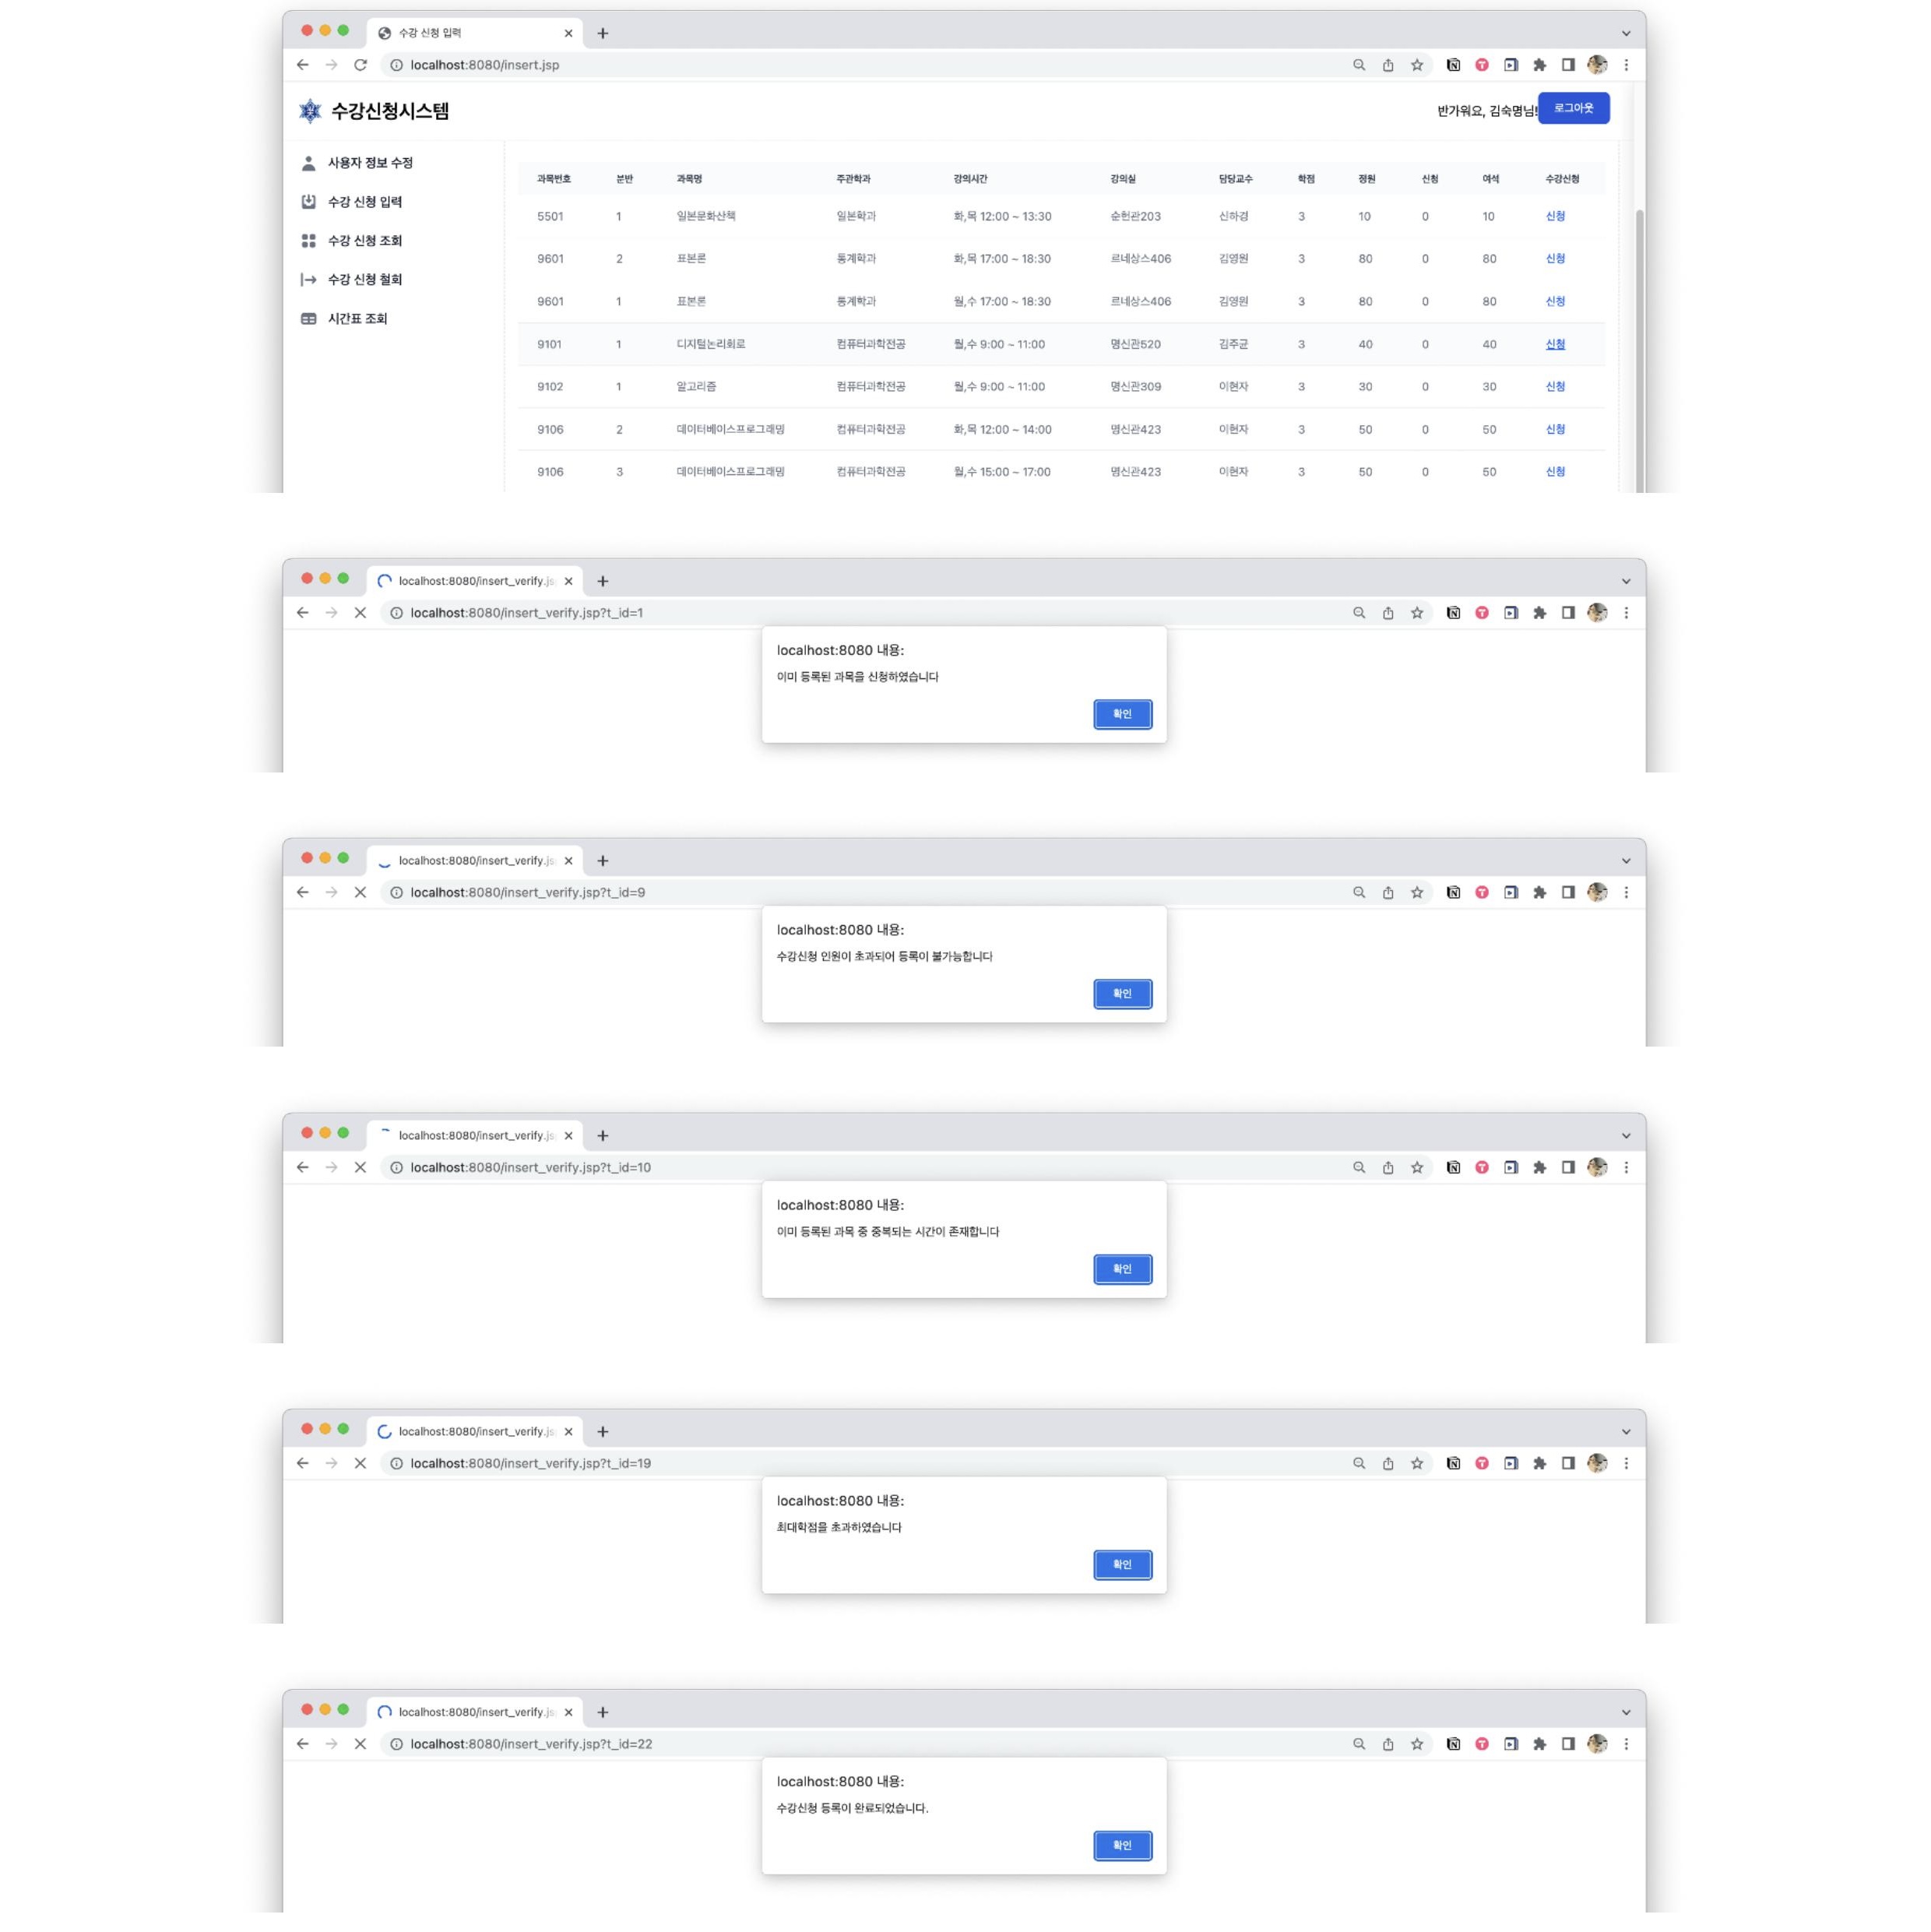 수강 신청 입력
localhost:8080/insert.jsp
수강신청시스템
반가워요, 김숙명님! 로그아웃
사용자 정보 수정
수강 신청 입력
수강 신청 조회
수강 신청 철회
시간표 조회
과목번호 분반 과목명 주관학과 강의시간 강의실 담당교수 학점 정원 신청 여석 수강신청
5501 1 일본문화산책 일본학과 화,목 12:00 ~ 13:30 순헌관203 신하경 3 10 0 10 신청
9601 2 표본론 통계학과 화,목 17:00 ~ 18:30 르네상스406 김영원 3 80 0 80 신청
9601 1 표본론 통계학과 월,수 17:00 ~ 18:30 르네상스406 김영원 3 80 0 80 신청
9101 1 디지털논리회로 컴퓨터과학전공 월,수 9:00 ~ 11:00 명신관520 김주균 3 40 0 40 신청
9102 1 알고리즘 컴퓨터과학전공 월,수 9:00 ~ 11:00 명신관309 이현자 3 30 0 30 신청
9106 2 데이터베이스프로그래밍 컴퓨터과학전공 화,목 12:00 ~ 14:00 명신관423 이현자 3 50 0 50 신청
9106 3 데이터베이스프로그래밍 컴퓨터과학전공 월,수 15:00 ~ 17:00 명신관423 이현자 3 50 0 50 신청
localhost:8080/insert_verify.js
localhost:8080/insert_verify.jsp?t_id=1
localhost:8080 내용:
이미 등록된 과목을 신청하였습니다
확인
localhost:8080/insert_verify.js
localhost:8080/insert_verify.jsp?t_id=9
localhost:8080 내용:
수강신청 인원이 초과되어 등록이 불가능합니다
확인
localhost:8080/insert_verify.js
localhost:8080/insert_verify.jsp?t_id=10
localhost:8080 내용:
이미 등록된 과목 중 중복되는 시간이 존재합니다
확인
localhost:8080/insert_verify.js
localhost:8080/insert_verify.jsp?t_id=19
localhost:8080 내용:
최대학점을 초과하였습니다
확인
localhost:8080/insert_verify.js
localhost:8080/insert_verify.jsp?t_id=22
localhost:8080 내용:
수강신청 등록이 완료되었습니다.
확인